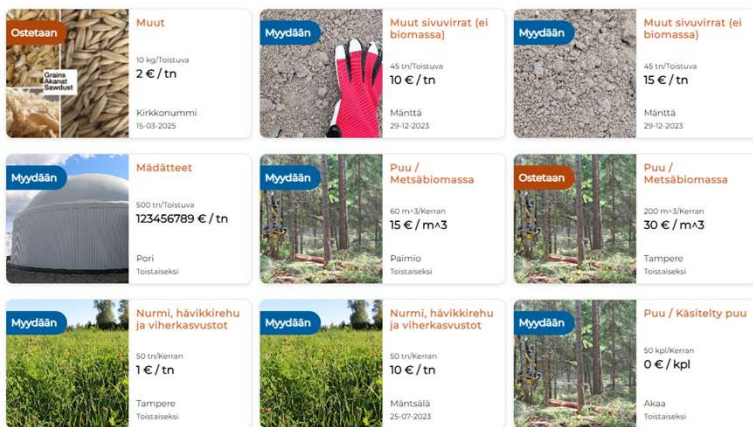 Ostetaan
Grains
Akanat
Sawdust
Muut
10 kg/Toistuva
2 € / tn
Kirkkonummi
15-03-2025
Myydään
Muut sivuvirrat (ei
biomassa)
45 tn/Toistuva
10 € / tn
Mänttä
29-12-2023
Myydään
Muut sivuvirrat (ei
biomassa)
45 tn/Toistuva
15 € / tn
Mänttä
29-12-2023
Myydään
Mädätteet
500 tn/Toistuva
123456789 € / tn
Pori
Toistaiseksi
Myydään
Puu /
Metsäbiomassa
60 m^3/Kerran
15 € / m^3
Paimio
Toistaiseksi
Ostetaan
Puu /
Metsäbiomassa
200 m^3/Kerran
30 € / m^3
Tampere
Toistaiseksi
Myydään
Nurmi, hävikkirehu
ja viherkasvustot
50 tn/Kerran
1 € / tn
Tampere
Toistaiseksi
Myydään
Nurmi, hävikkirehu
ja viherkasvustot
50 tn/Kerran
10 € / tn
Mäntsälä
25-07-2023
Myydään
Puu / Käsitelty puu
50 kpl/Kerran
0 € / kpl
Akaa
Toistaiseksi